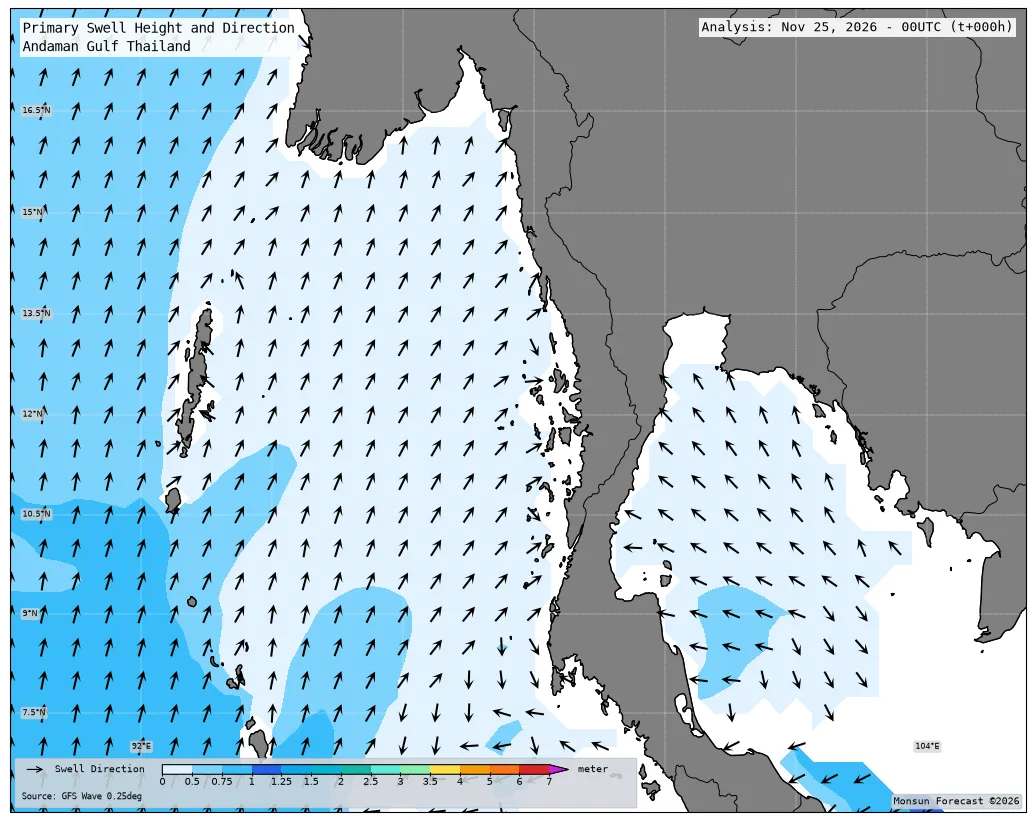 Primary Swell Height and Direction
Andaman Gulf Thailand
Analysis: Nov 25, 2026 - 00UTC (t+000h)
16.5°N
15°N
13.5°N
12°N
10.5°N
9°N
7.5°N
92°E
104°E
Swell Direction
0 0.5 0.75 1 1.25 1.5 2 2.5 3 3.5 4 5 6 7 meter
Source: GFS Wave 0.25deg
Monsun Forecast ©2026